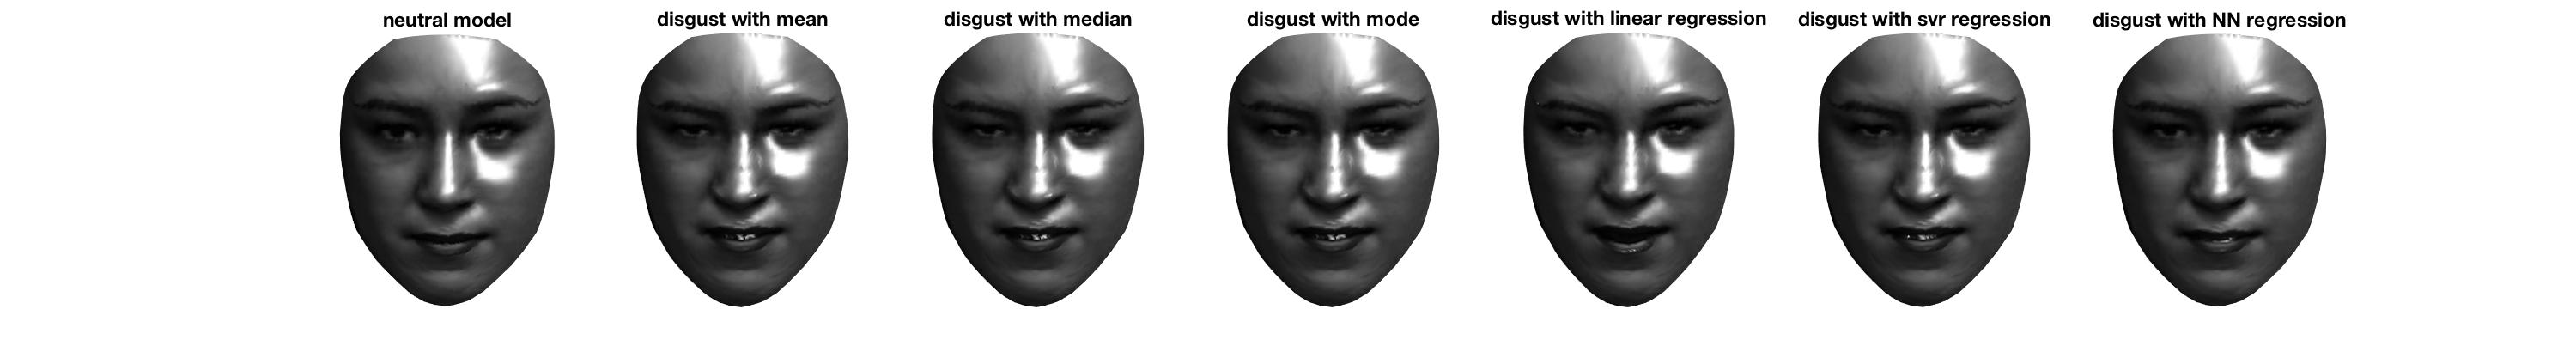 neutral model
disgust with mean
disgust with median
disgust with mode
disgust with linear regression
disgust with svr regression
disgust with NN regression